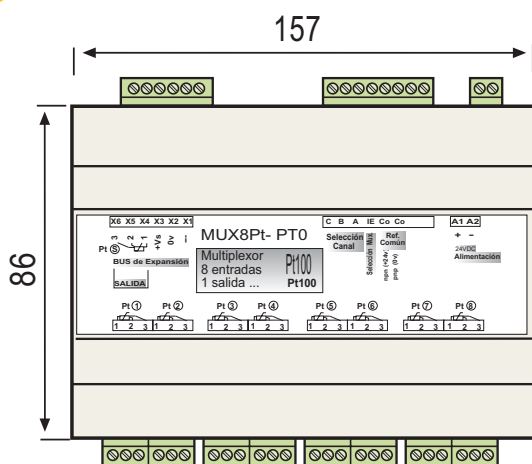 157
86
X6 X5 X4 X3 X2 X1
3 2 1 +Vs 0v —
Pt S
BUS de Expansión
SALIDA
MUX8Pt- PT0
Multiplexor
8 entradas
1 salida ...
Pt100
Pt100
C B A IE Co Co
Selección
Canal
Selección Mux
Ref.
Común
npn (+24v)
pnp (0v)
A1 A2
+ −
24VDC
Alimentación
Pt 1 Pt 2 Pt 3 Pt 4 Pt 5 Pt 6 Pt 7 Pt 8
1 2 3 1 2 3 1 2 3 1 2 3 1 2 3 1 2 3 1 2 3 1 2 3